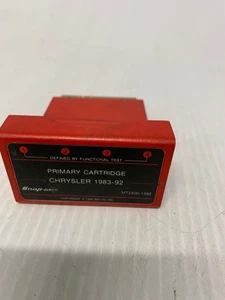 1 2 3 4
DEFINED BY FUNCTIONAL TEST
PRIMARY CARTRIDGE
CHRYSLER 1983-92
Snap-on